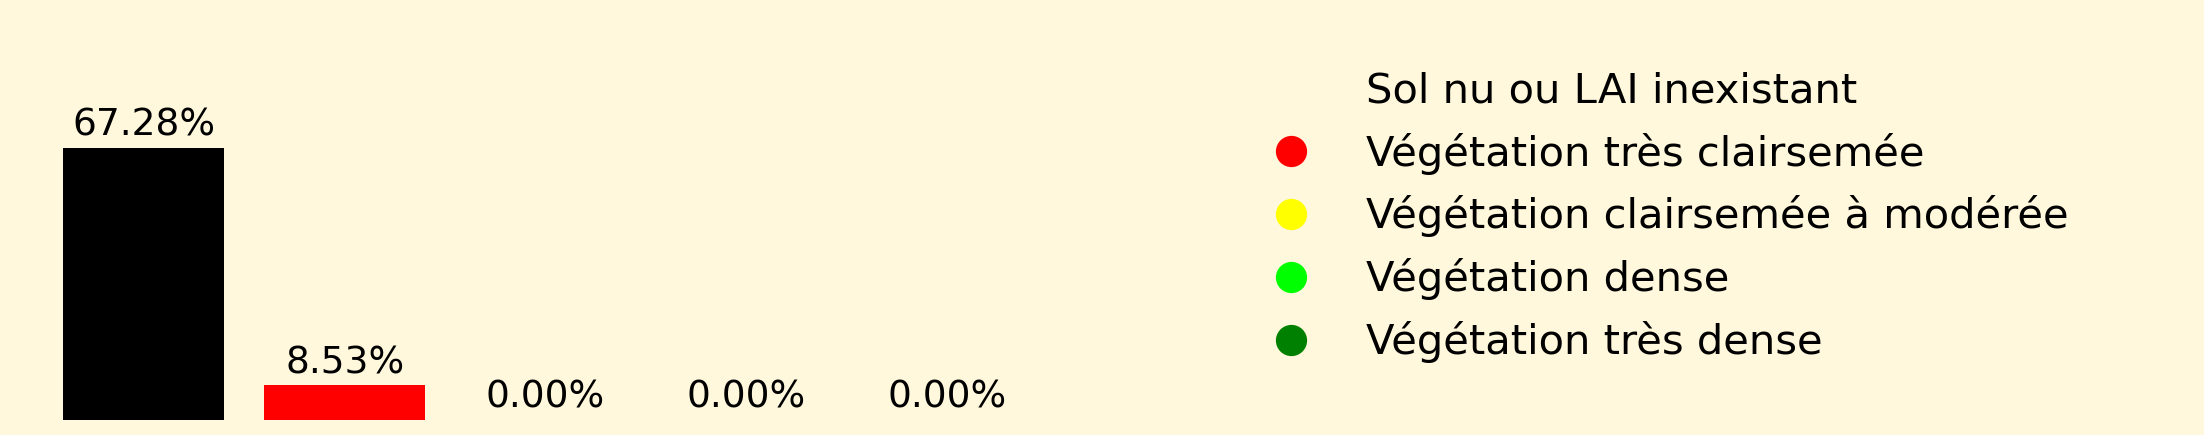 67.28%
8.53%
0.00%
0.00%
0.00%
Sol nu ou LAI inexistant
Végétation très clairsemée
Végétation clairsemée à modérée
Végétation dense
Végétation très dense